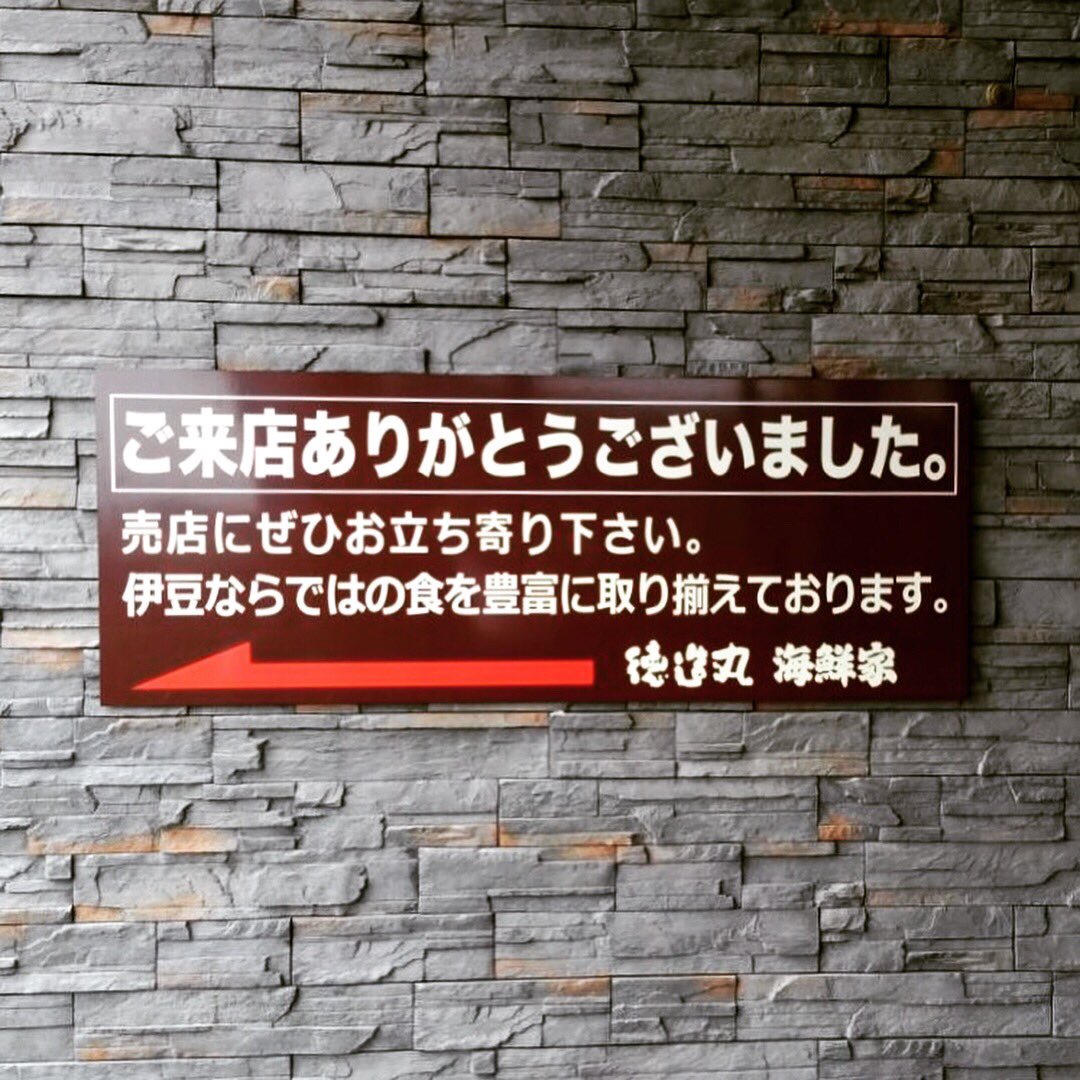 ご来店ありがとうございました。
売店にぜひお立ち寄り下さい。
伊豆ならではの食を豊富に取り揃えております。
徳造丸 海鮮家